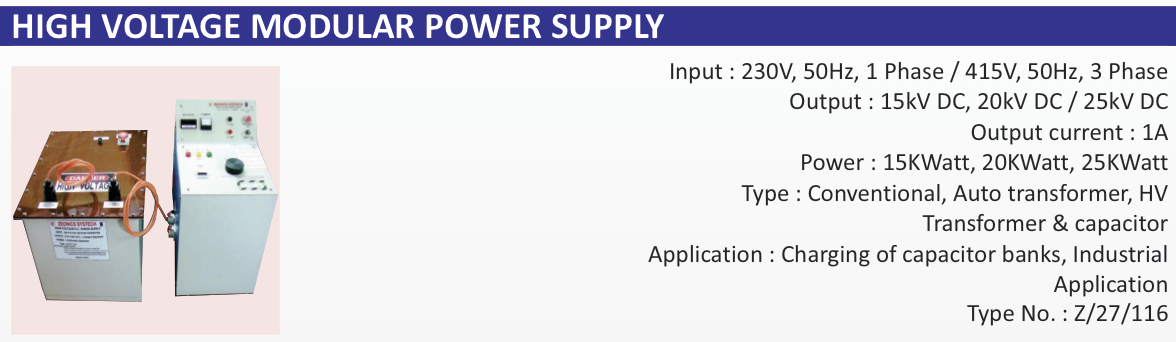 HIGH VOLTAGE MODULAR POWER SUPPLY
Input : 230V, 50Hz, 1 Phase / 415V, 50Hz, 3 Phase
Output : 15kV DC, 20kV DC / 25kV DC
Output current : 1A
Power : 15KWatt, 20KWatt, 25KWatt
Type : Conventional, Auto transformer, HV
Transformer & capacitor
Application : Charging of capacitor banks, Industrial
Application
Type No. : Z/27/116
DANGER
HIGH VOLTAGE
ZEONICS SYSTECH